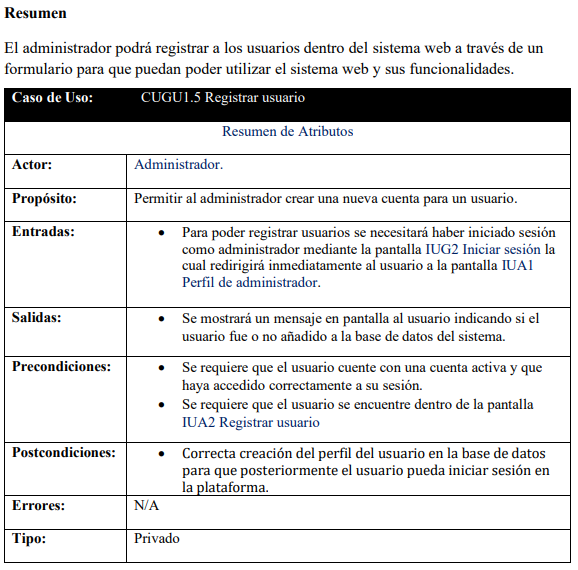 Resumen
El administrador podrá registrar a los usuarios dentro del sistema web a través de un
formulario para que puedan poder utilizar el sistema web y sus funcionalidades.
Caso de Uso: CUGU1.5 Registrar usuario
Resumen de Atributos
Actor: Administrador.
Propósito: Permitir al administrador crear una nueva cuenta para un usuario.
Entradas: • Para poder registrar usuarios se necesitará haber iniciado sesión
como administrador mediante la pantalla IUG2 Iniciar sesión la
cual redirigirá inmediatamente al usuario a la pantalla IUA1
Perfil de administrador.
Salidas: • Se mostrará un mensaje en pantalla al usuario indicando si el
usuario fue o no añadido a la base de datos del sistema.
Precondiciones: • Se requiere que el usuario cuente con una cuenta activa y que
haya accedido correctamente a su sesión.
• Se requiere que el usuario se encuentre dentro de la pantalla
IUA2 Registrar usuario
Postcondiciones: • Correcta creación del perfil del usuario en la base de datos
para que posteriormente el usuario pueda iniciar sesión en
la plataforma.
Errores: N/A
Tipo: Privado